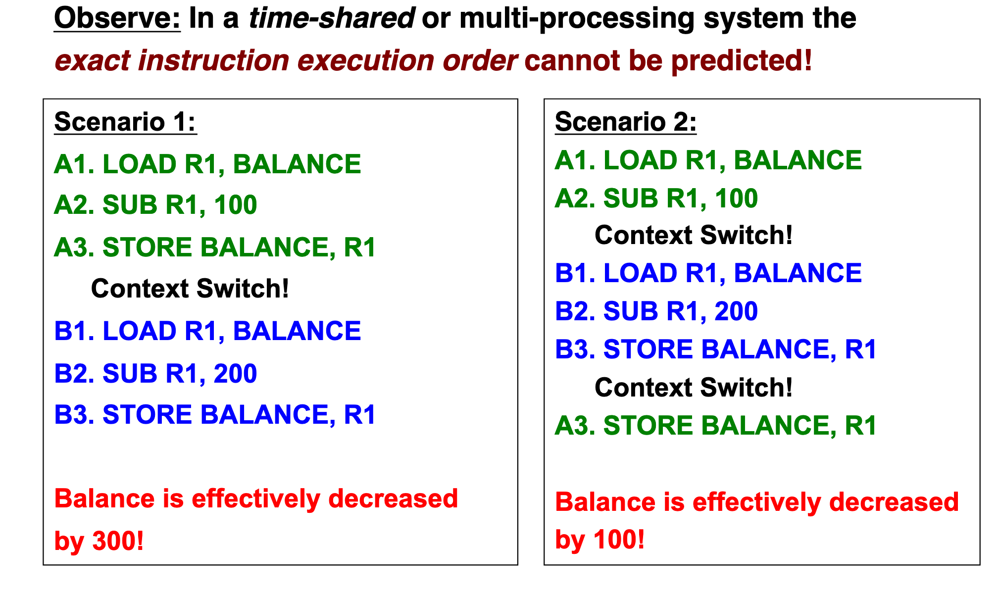 Observe: In a time-shared or multi-processing system the
exact instruction execution order cannot be predicted!
Scenario 1:
A1. LOAD R1, BALANCE
A2. SUB R1, 100
A3. STORE BALANCE, R1
Context Switch!
B1. LOAD R1, BALANCE
B2. SUB R1, 200
B3. STORE BALANCE, R1
Balance is effectively decreased
by 300!
Scenario 2:
A1. LOAD R1, BALANCE
A2. SUB R1, 100
Context Switch!
B1. LOAD R1, BALANCE
B2. SUB R1, 200
B3. STORE BALANCE, R1
Context Switch!
A3. STORE BALANCE, R1
Balance is effectively decreased
by 100!